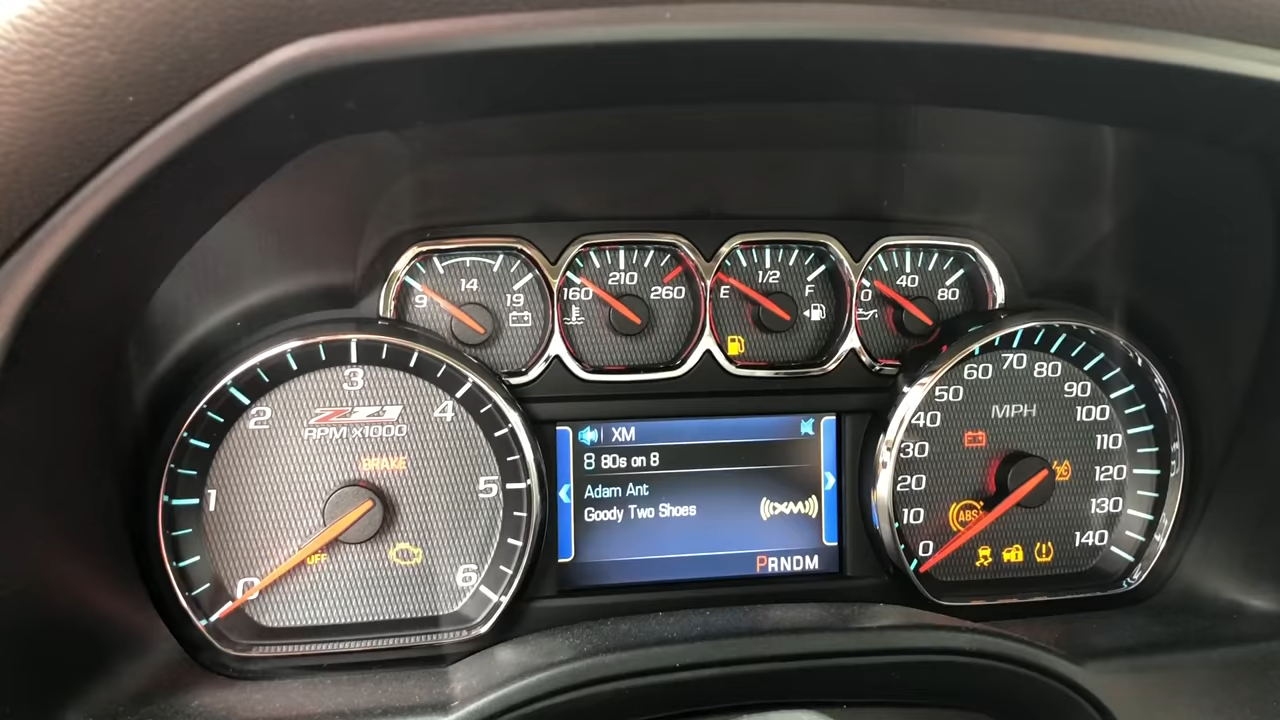 14
9
19
210
160
260
1/2
E
F
40
0
80
3
2
4
Z71
RPM X1000
BRAKE
1
5
OFF
0
6
XM
8 80s on 8
Adam Ant
Goody Two Shoes
((XM))
PRNDM
70
60
80
50
90
MPH
40
100
30
110
20
120
ABS
10
130
0
140